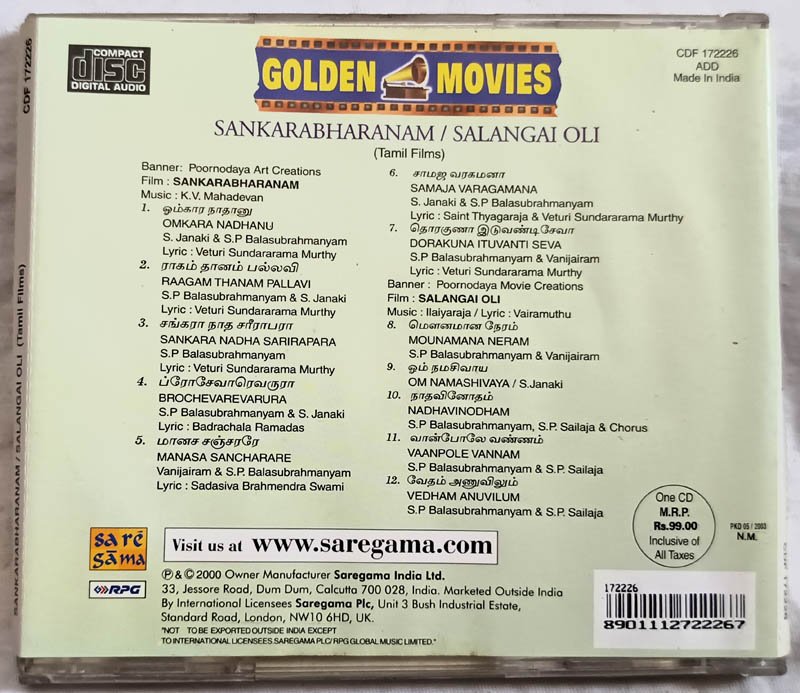 COMPACT
disc
DIGITAL AUDIO
GOLDEN MOVIES
CDF 172226
ADD
Made In India
SANKARABHARANAM / SALANGAI OLI
(Tamil Films)
Banner: Poornodaya Art Creations
Film : SANKARABHARANAM
Music : K.V. Mahadevan
1. ஓம்கார நாதானு
OMKARA NADHANU
S. Janaki & S.P Balasubrahmanyam
Lyric : Veturi Sundararama Murthy
2. ராகம் தானம் பல்லவி
RAAGAM THANAM PALLAVI
S.P Balasubrahmanyam & S. Janaki
Lyric : Veturi Sundararama Murthy
3. சங்கரா நாத சரீராபரா
SANKARA NADHA SARIRAPARA
S.P Balasubrahmanyam
Lyric : Veturi Sundararama Murthy
4. ப்ரோசேவாரெவருரா
BROCHEVAREVARURA
S.P Balasubrahmanyam & S. Janaki
Lyric : Badrachala Ramadas
5. மானச சஞ்சரரே
MANASA SANCHARARE
Vanijairam & S.P. Balasubrahmanyam
Lyric : Sadasiva Brahmendra Swami
6. சாமஜ வரகமனா
SAMAJA VARAGAMANA
S. Janaki & S.P Balasubrahmanyam
Lyric : Saint Thyagaraja & Veturi Sundararama Murthy
7. தொரகுணா இடுவண்டிசேவா
DORAKUNA ITUVANTI SEVA
S.P Balasubrahmanyam & Vanijairam
Lyric : Veturi Sundararama Murthy
Banner : Poornodaya Movie Creations
Film : SALANGAI OLI
Music : Ilaiyaraja / Lyric : Vairamuthu
8. மௌனமான நேரம்
MOUNAMANA NERAM
S.P Balasubrahmanyam & Vanijairam
9. ஓம் நமசிவாய
OM NAMASHIVAYA / S.Janaki
10. நாதவினோதம்
NADHAVINODHAM
S.P Balasubrahmanyam, S.P. Sailaja & Chorus
11. வான்போலே வண்ணம்
VAANPOLE VANNAM
S.P Balasubrahmanyam & S.P. Sailaja
12. வேதம் அணுவிலும்
VEDHAM ANUVILUM
S.P Balasubrahmanyam & S.P. Sailaja
One CD
M.R.P.
Rs.99.00
Inclusive of
All Taxes
PKD 05 / 2003
N.M.
sa rē
gāma
RPG
Visit us at www.saregama.com
℗ & © 2000 Owner Manufacturer Saregama India Ltd.
33, Jessore Road, Dum Dum, Calcutta 700 028, India. Marketed Outside India
By International Licensees Saregama Plc, Unit 3 Bush Industrial Estate,
Standard Road, London, NW10 6HD, UK.
"NOT TO BE EXPORTED OUTSIDE INDIA EXCEPT
TO INTERNATIONAL LICENSEES.SAREGAMA PLC/RPG GLOBAL MUSIC LIMITED."
172226
8901112722267
CDF 172226
SANKARABHARANAM / SALANGAI OLI (Tamil Films)